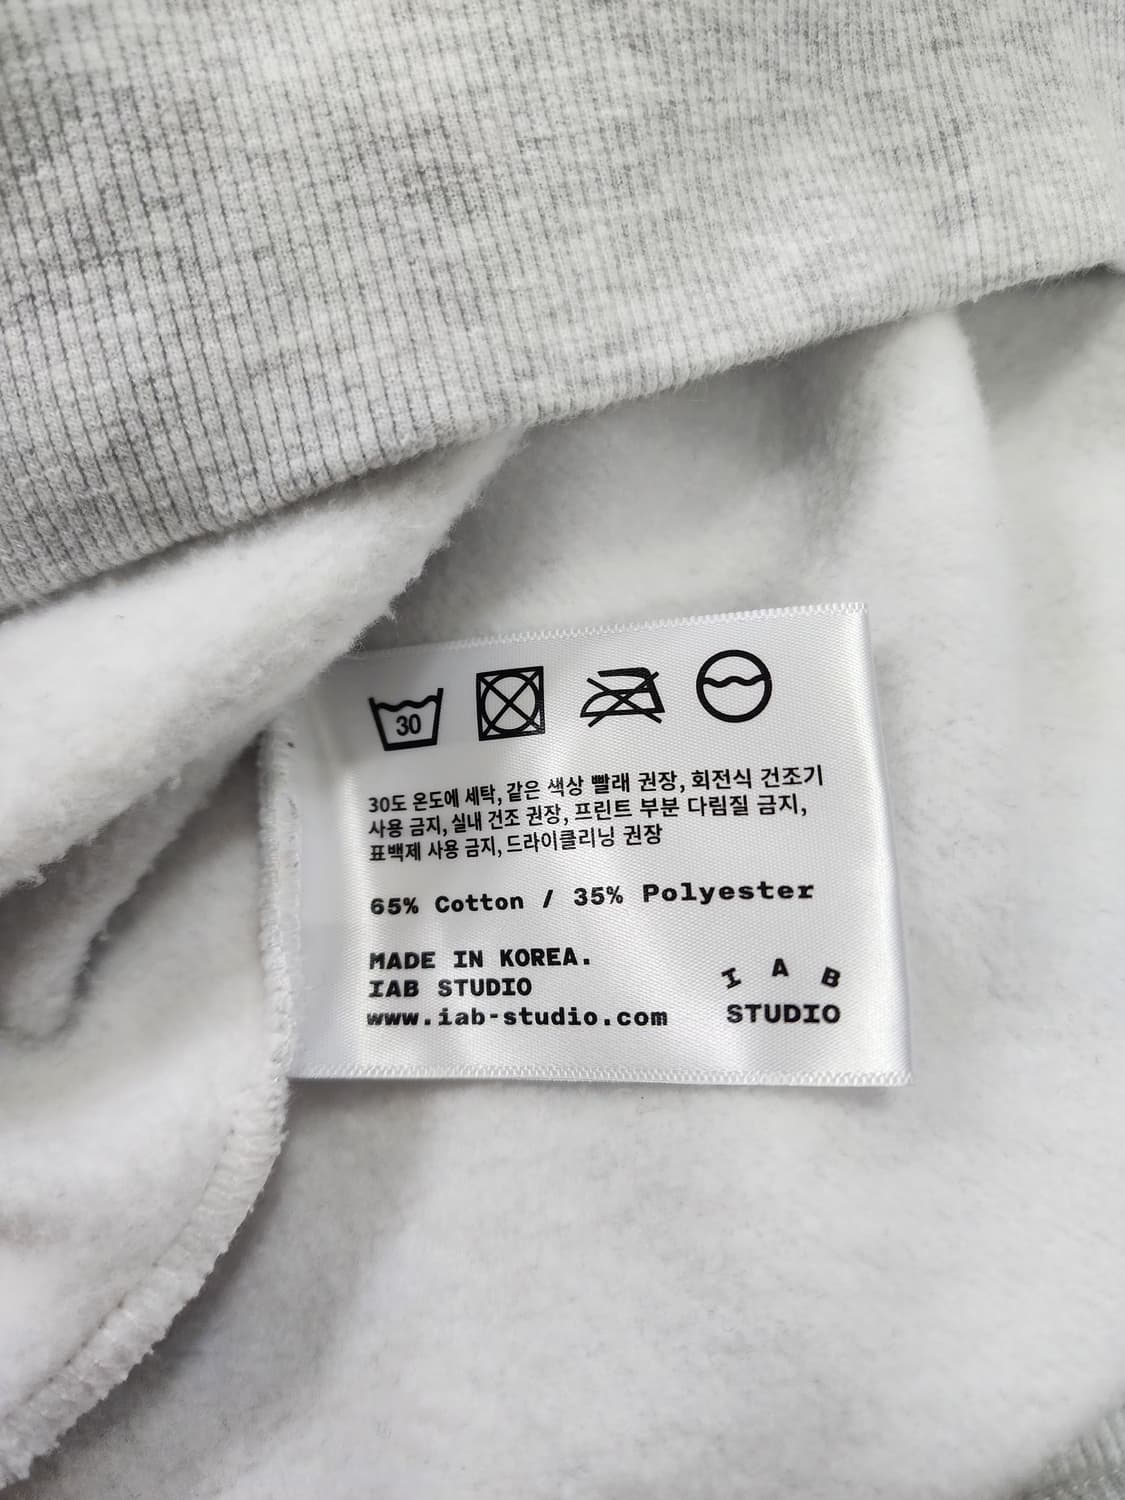 30
30도 온도에 세탁, 같은 색상 빨래 권장, 회전식 건조기
사용 금지, 실내 건조 권장, 프린트 부분 다림질 금지,
표백제 사용 금지, 드라이클리닝 권장
65% Cotton / 35% Polyester
MADE IN KOREA.
IAB STUDIO
www.iab-studio.com
I A B
STUDIO